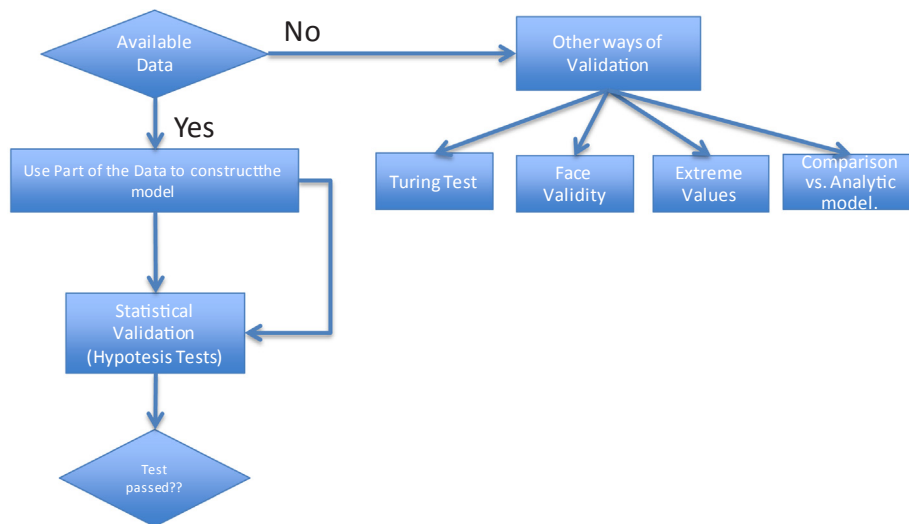 Available
Data
No
Other ways of
Validation
Yes
Use Part of the Data to constructthe
model
Turing Test
Face
Validity
Extreme
Values
Comparison
vs. Analytic
model.
Statistical
Validation
(Hypotesis Tests)
Test
passed??